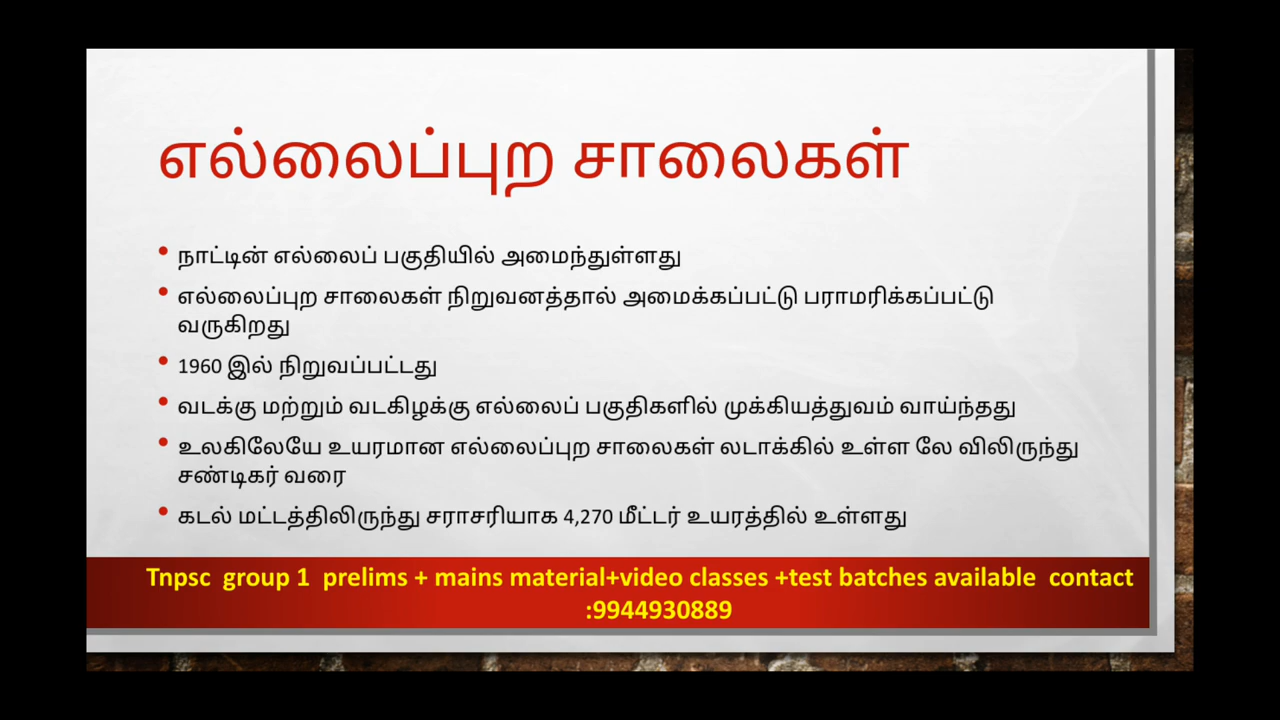 எல்லைப்புற சாலைகள்
• நாட்டின் எல்லைப் பகுதியில் அமைந்துள்ளது
• எல்லைப்புற சாலைகள் நிறுவனத்தால் அமைக்கப்பட்டு பராமரிக்கப்பட்டு
வருகிறது
• 1960 இல் நிறுவப்பட்டது
• வடக்கு மற்றும் வடகிழக்கு எல்லைப் பகுதிகளில் முக்கியத்துவம் வாய்ந்தது
• உலகிலேயே உயரமான எல்லைப்புற சாலைகள் லடாக்கில் உள்ள லே விலிருந்து
சண்டிகர் வரை
• கடல் மட்டத்திலிருந்து சராசரியாக 4,270 மீட்டர் உயரத்தில் உள்ளது
Tnpsc group 1 prelims + mains material+video classes +test batches available contact
:9944930889